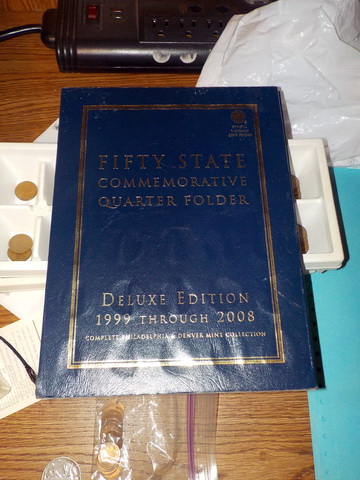 FIFTY STATE
COMMEMORATIVE
QUARTER FOLDER
DELUXE EDITION
1999 THROUGH 2008
COMPLETE PHILADELPHIA & DENVER MINT COLLECTION